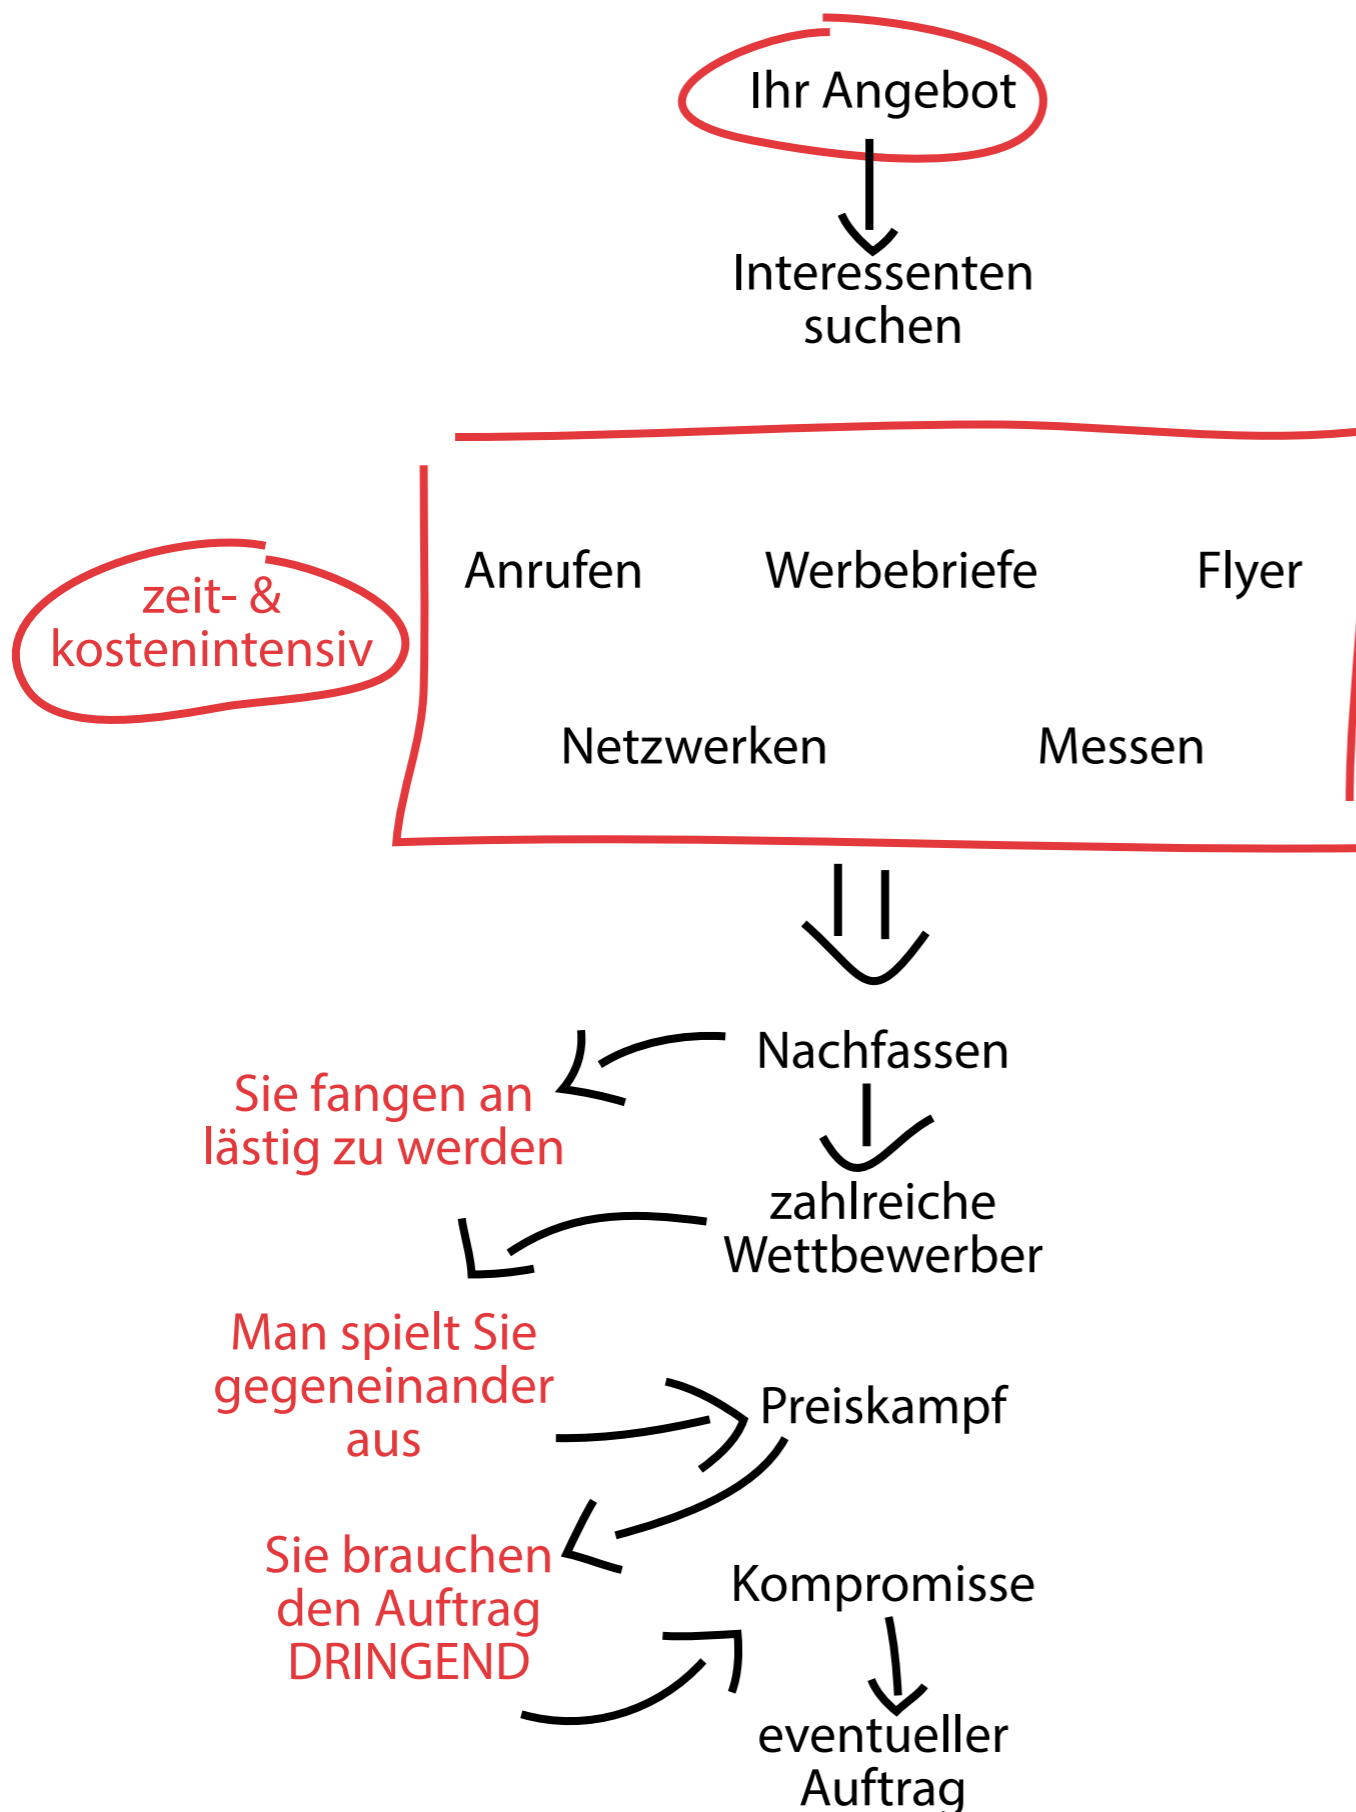 Ihr Angebot
Interessenten
suchen
Anrufen Werbebriefe Flyer
zeit- &
kostenintensiv
Netzwerken Messen
Nachfassen
Sie fangen an
lästig zu werden
zahlreiche
Wettbewerber
Man spielt Sie
gegeneinander
aus
Preiskampf
Sie brauchen
den Auftrag
DRINGEND
Kompromisse
eventueller
Auftrag